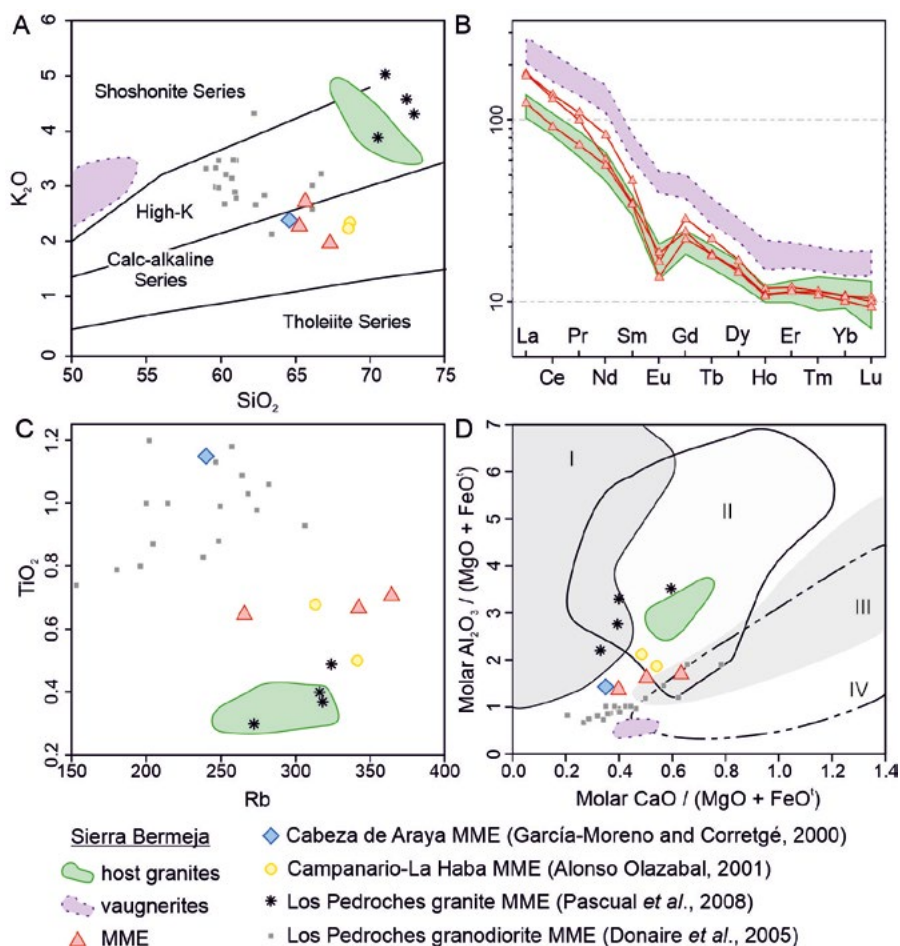 A
K₂O
6
5
4
3
2
1
0
Shoshonite Series
High-K
Calc-alkaline
Series
Tholeiite Series
50 55 60 65 70 75
SiO₂
B
100
10
La Pr Sm Gd Dy Er Yb
Ce Nd Eu Tb Ho Tm Lu
C
TiO₂
1.2
1.0
0.8
0.6
0.4
0.2
150 200 250 300 350 400
Rb
D
Molar Al₂O₃ / (MgO + FeOᵗ)
7
6
5
4
3
2
1
0
I
II
III
IV
0.0 0.2 0.4 0.6 0.8 1.0 1.2 1.4
Molar CaO / (MgO + FeOᵗ)
Sierra Bermeja
host granites
vaugnerites
MME
Cabeza de Araya MME (García-Moreno and Corretgé, 2000)
Campanario-La Haba MME (Alonso Olazabal, 2001)
Los Pedroches granite MME (Pascual et al., 2008)
Los Pedroches granodiorite MME (Donaire et al., 2005)